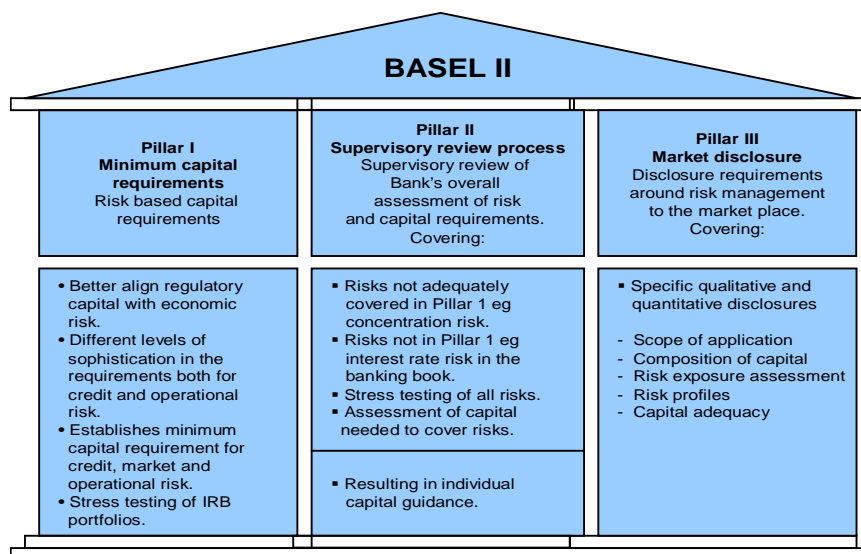 BASEL II
Pillar I
Minimum capital
requirements
Risk based capital
requirements
Pillar II
Supervisory review process
Supervisory review of
Bank's overall
assessment of risk
and capital requirements.
Covering:
Pillar III
Market disclosure
Disclosure requirements
around risk management
to the market place.
Covering:
• Better align regulatory
capital with economic
risk.
• Different levels of
sophistication in the
requirements both for
credit and operational
risk.
• Establishes minimum
capital requirement for
credit, market and
operational risk.
• Stress testing of IRB
portfolios.
▪ Risks not adequately
covered in Pillar 1 eg
concentration risk.
▪ Risks not in Pillar 1 eg
interest rate risk in the
banking book.
▪ Stress testing of all risks.
▪ Assessment of capital
needed to cover risks.
▪ Resulting in individual
capital guidance.
▪ Specific qualitative and
quantitative disclosures
- Scope of application
- Composition of capital
- Risk exposure assessment
- Risk profiles
- Capital adequacy